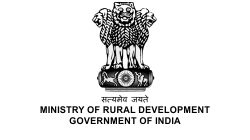 सत्यमेव जयते
MINISTRY OF RURAL DEVELOPMENT
GOVERNMENT OF INDIA